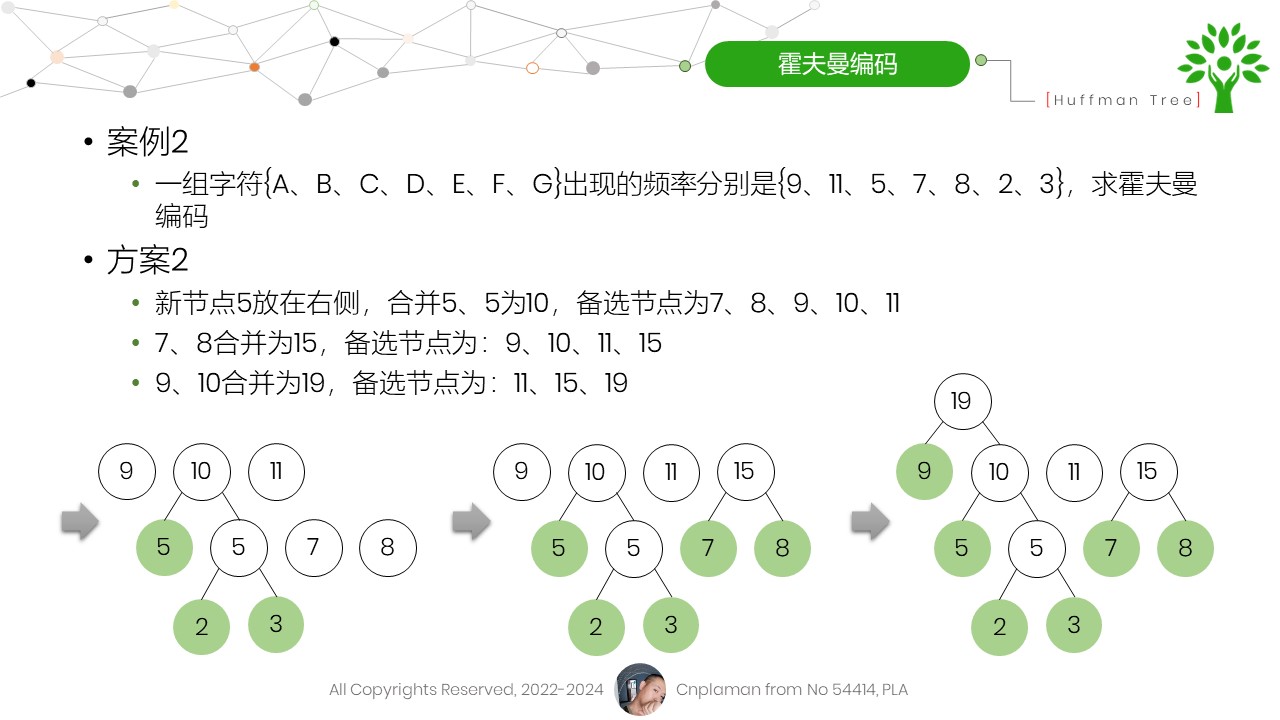 霍夫曼编码
[Huffman Tree]
• 案例2
• 一组字符{A、B、C、D、E、F、G}出现的频率分别是{9、11、5、7、8、2、3}，求霍夫曼
编码
• 方案2
• 新节点5放在右侧，合并5、5为10，备选节点为7、8、9、10、11
• 7、8合并为15，备选节点为：9、10、11、15
• 9、10合并为19，备选节点为：11、15、19
19
9 10 11 9 10 11 15 9 10 11 15
5 5 7 8 5 5 7 8 5 5 7 8
2 3 2 3 2 3
All Copyrights Reserved, 2022-2024 Cnplaman from No 54414, PLA